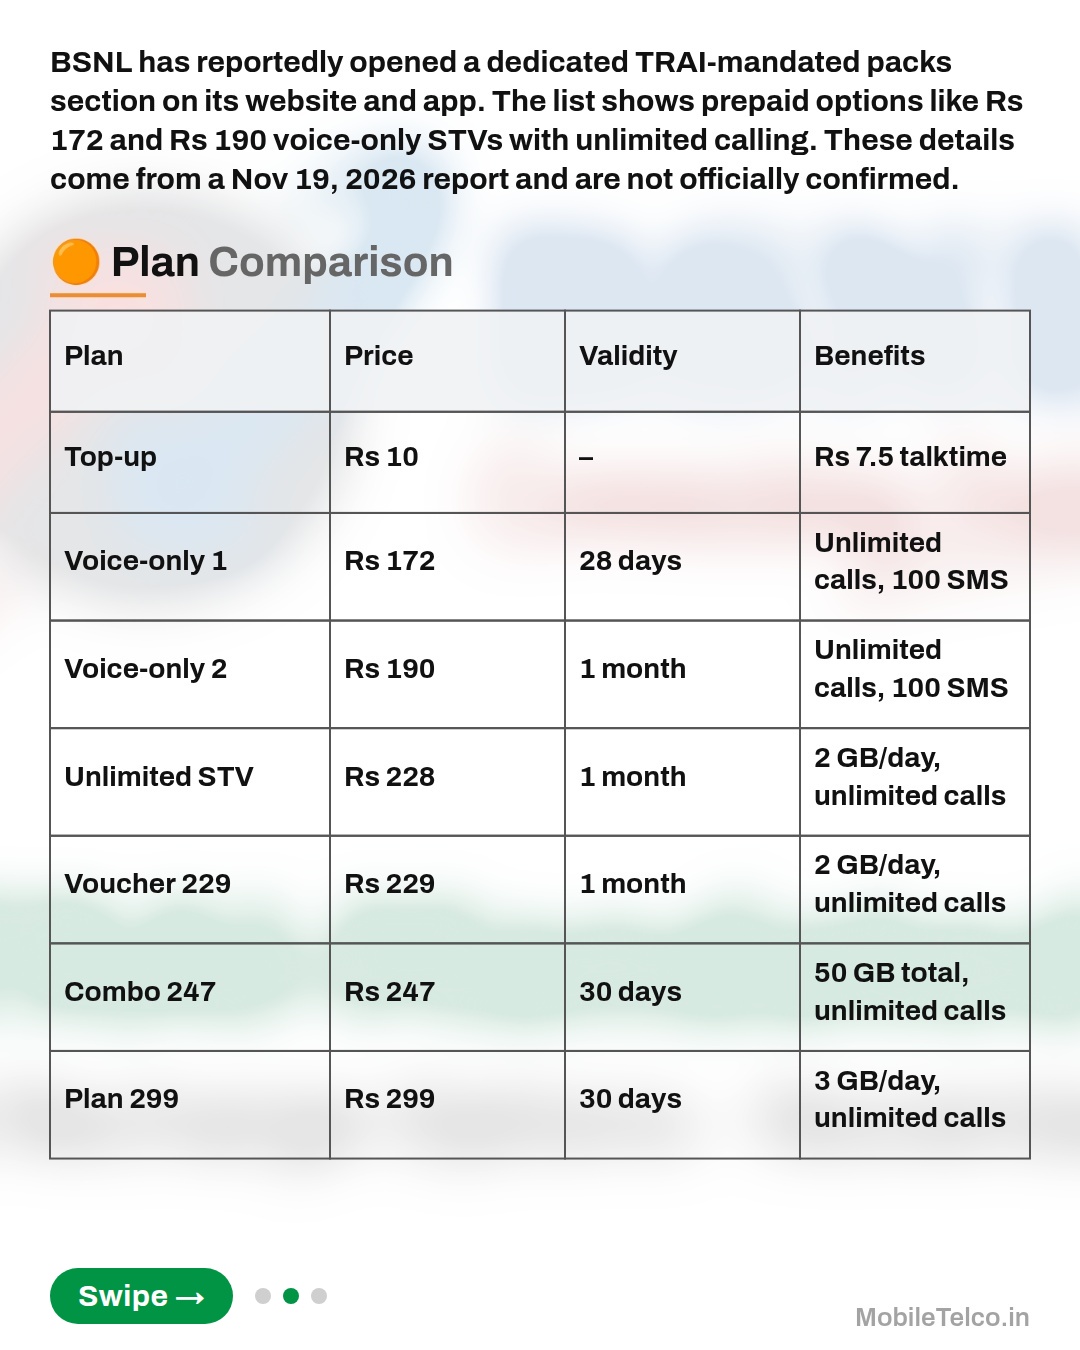 BSNL has reportedly opened a dedicated TRAI-mandated packs
section on its website and app. The list shows prepaid options like Rs
172 and Rs 190 voice-only STVs with unlimited calling. These details
come from a Nov 19, 2026 report and are not officially confirmed.
Plan Comparison
Plan Price Validity Benefits
Top-up Rs 10 – Rs 7.5 talktime
Voice-only 1 Rs 172 28 days Unlimited
calls, 100 SMS
Voice-only 2 Rs 190 1 month Unlimited
calls, 100 SMS
Unlimited STV Rs 228 1 month 2 GB/day,
unlimited calls
Voucher 229 Rs 229 1 month 2 GB/day,
unlimited calls
Combo 247 Rs 247 30 days 50 GB total,
unlimited calls
Plan 299 Rs 299 30 days 3 GB/day,
unlimited calls
Swipe →
MobileTelco.in